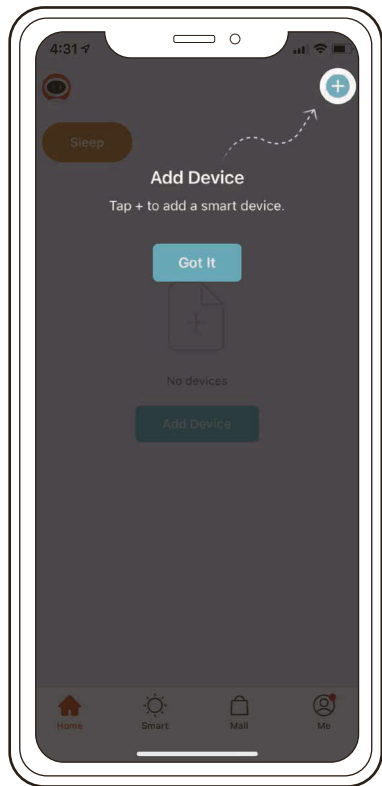 4:31
Sleep
Add Device
Tap + to add a smart device.
Got It
No devices
Add Device
Home
Smart
Mall
Me